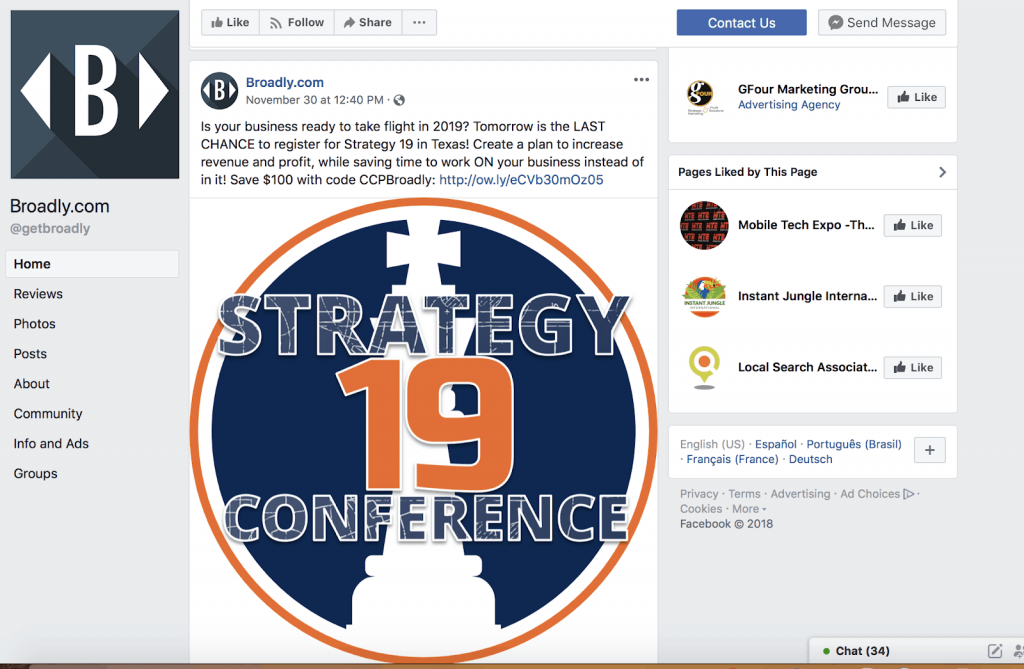 B
Broadly.com
@getbroadly
Home
Reviews
Photos
Posts
About
Community
Info and Ads
Groups
Like
Follow
Share
...
Contact Us
Send Message
B
Broadly.com
November 30 at 12:40 PM ·
Is your business ready to take flight in 2019? Tomorrow is the LAST
CHANCE to register for Strategy 19 in Texas! Create a plan to increase
revenue and profit, while saving time to work ON your business instead of
in it! Save $100 with code CCPBroadly: http://ow.ly/eCVb30mOz05
STRATEGY
19
CONFERENCE
GFour Marketing Grou...
Advertising Agency
Like
Pages Liked by This Page
Mobile Tech Expo -Th...
Like
INSTANT JUNGLE
INTERNATIONAL
Instant Jungle Interna...
Like
Local Search Associat...
Like
English (US) · Español · Português (Brasil)
· Français (France) · Deutsch
+
Privacy · Terms · Advertising · Ad Choices ·
Cookies · More
Facebook © 2018
Chat (34)